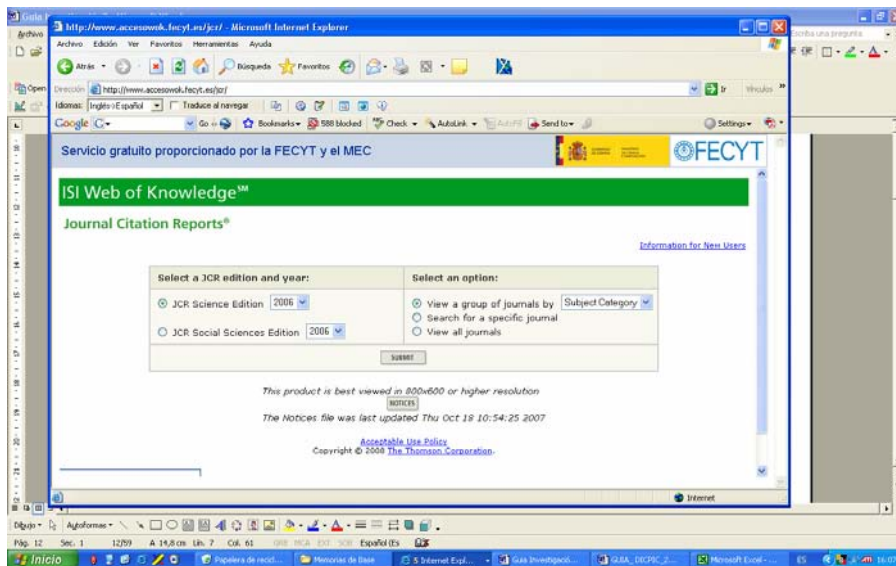 http://www.accesowok.fecyt.es/jcr/ - Microsoft Internet Explorer
Archivo Edición Ver Favoritos Herramientas Ayuda
Atrás Búsqueda Favoritos
Dirección http://www.accesowok.fecyt.es/jcr/ Ir Vínculos
Idiomas: Inglés Español Traduce al navegar
Google Go Bookmarks 588 blocked Check AutoLink AutoFill Send to Settings
Servicio gratuito proporcionado por la FECYT y el MEC FECYT
ISI Web of Knowledge℠
Journal Citation Reports®
Information for New Users
Select a JCR edition and year: Select an option:
JCR Science Edition 2006 View a group of journals by Subject Category
Search for a specific journal
JCR Social Sciences Edition 2006 View all journals
SUBMIT
This product is best viewed in 800x600 or higher resolution
NOTICES
The Notices file was last updated Thu Oct 18 10:54:25 2007
Acceptable Use Policy
Copyright © 2008 The Thomson Corporation.
Internet
Dibujo Autoformas
Pág. 12 Sec. 1 12/59 A 14,8 cm Lín. 7 Col. 61 GRB MCA EXT SOB Español (Es
Inicio Papelera de recicl... Memorias de Base 5 Internet Expl... Guía Investigació... Microsoft Excel - ... ES 16:07